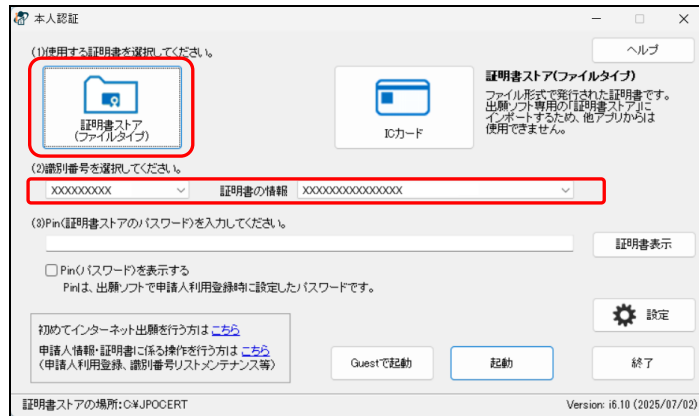 本人認証
(1)使用する証明書を選択してください。
ヘルプ
証明書ストア
(ファイルタイプ)
ICカード
証明書ストア(ファイルタイプ)
ファイル形式で発行された証明書です。
出願ソフト専用の「証明書ストア」に
インポートするため、他アプリからは
使用できません。
(2)識別番号を選択してください。
XXXXXXXXX 証明書の情報 XXXXXXXXXXXXXXX
(3)Pin(証明書ストアのパスワード)を入力してください。
証明書表示
Pin(パスワード)を表示する
Pinは、出願ソフトで申請人利用登録時に設定したパスワードです。
設定
初めてインターネット出願を行う方は こちら
申請人情報・証明書に係る操作を行う方は こちら
(申請人利用登録、識別番号リストメンテナンス等)
Guestで起動 起動 終了
証明書ストアの場所:C:¥JPOCERT Version: i6.10 (2025/07/02)